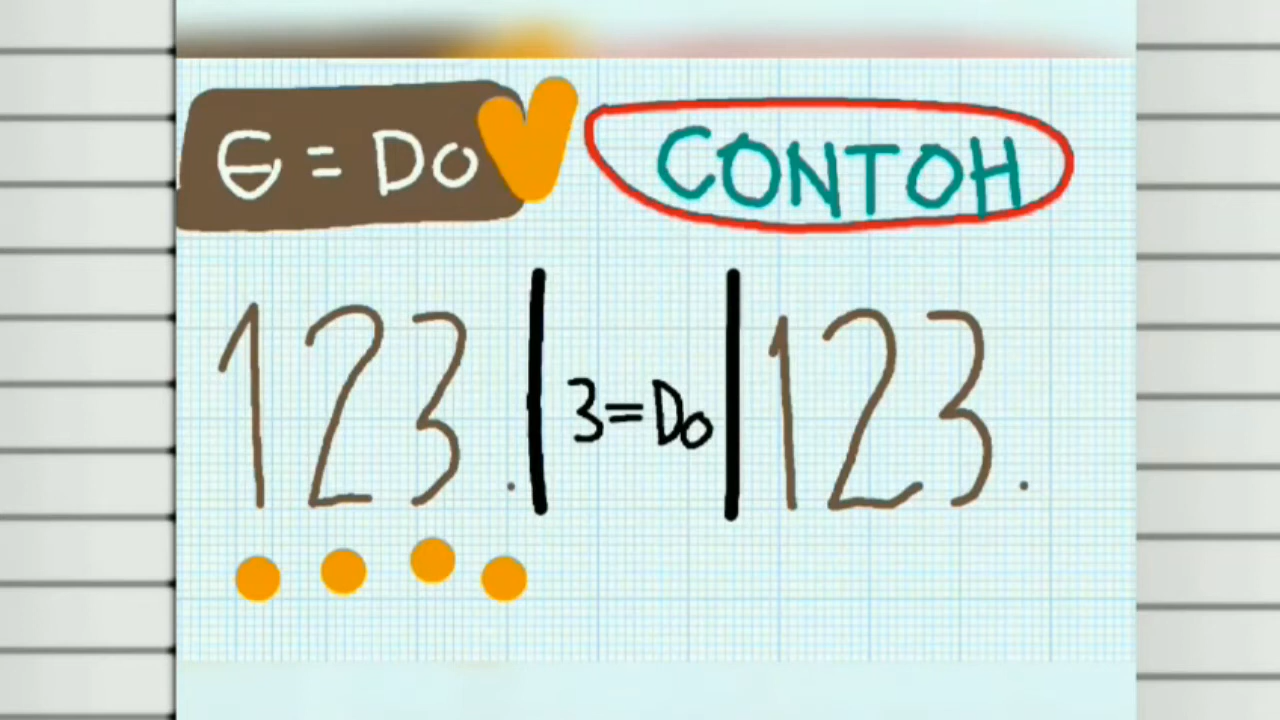 G = Do CONTOH
123. | 3=Do | 123.